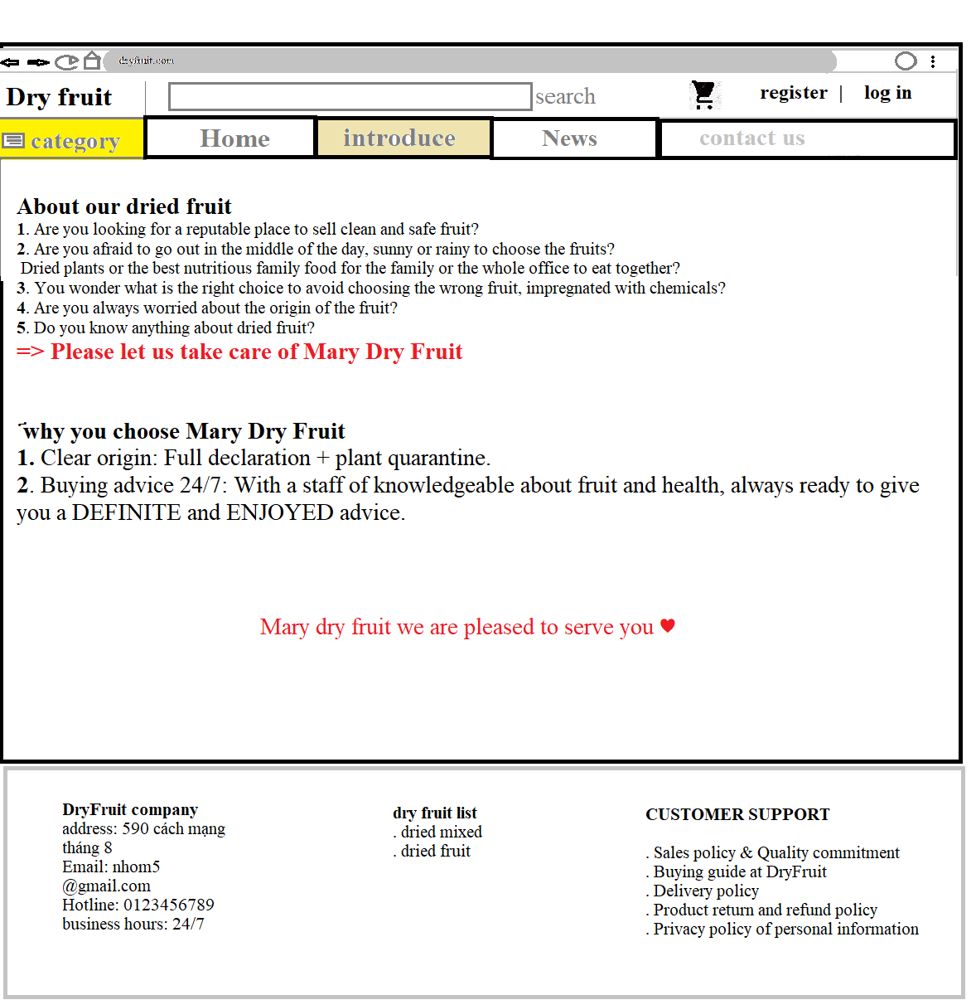 dryfruit.com
Dry fruit
search
register | log in
category
Home
introduce
News
contact us
About our dried fruit
1. Are you looking for a reputable place to sell clean and safe fruit?
2. Are you afraid to go out in the middle of the day, sunny or rainy to choose the fruits?
Dried plants or the best nutritious family food for the family or the whole office to eat together?
3. You wonder what is the right choice to avoid choosing the wrong fruit, impregnated with chemicals?
4. Are you always worried about the origin of the fruit?
5. Do you know anything about dried fruit?
=> Please let us take care of Mary Dry Fruit
why you choose Mary Dry Fruit
1. Clear origin: Full declaration + plant quarantine.
2. Buying advice 24/7: With a staff of knowledgeable about fruit and health, always ready to give
you a DEFINITE and ENJOYED advice.
Mary dry fruit we are pleased to serve you ♥
DryFruit company
address: 590 cách mạng
tháng 8
Email: nhom5
@gmail.com
Hotline: 0123456789
business hours: 24/7
dry fruit list
. dried mixed
. dried fruit
CUSTOMER SUPPORT
. Sales policy & Quality commitment
. Buying guide at DryFruit
. Delivery policy
. Product return and refund policy
. Privacy policy of personal information